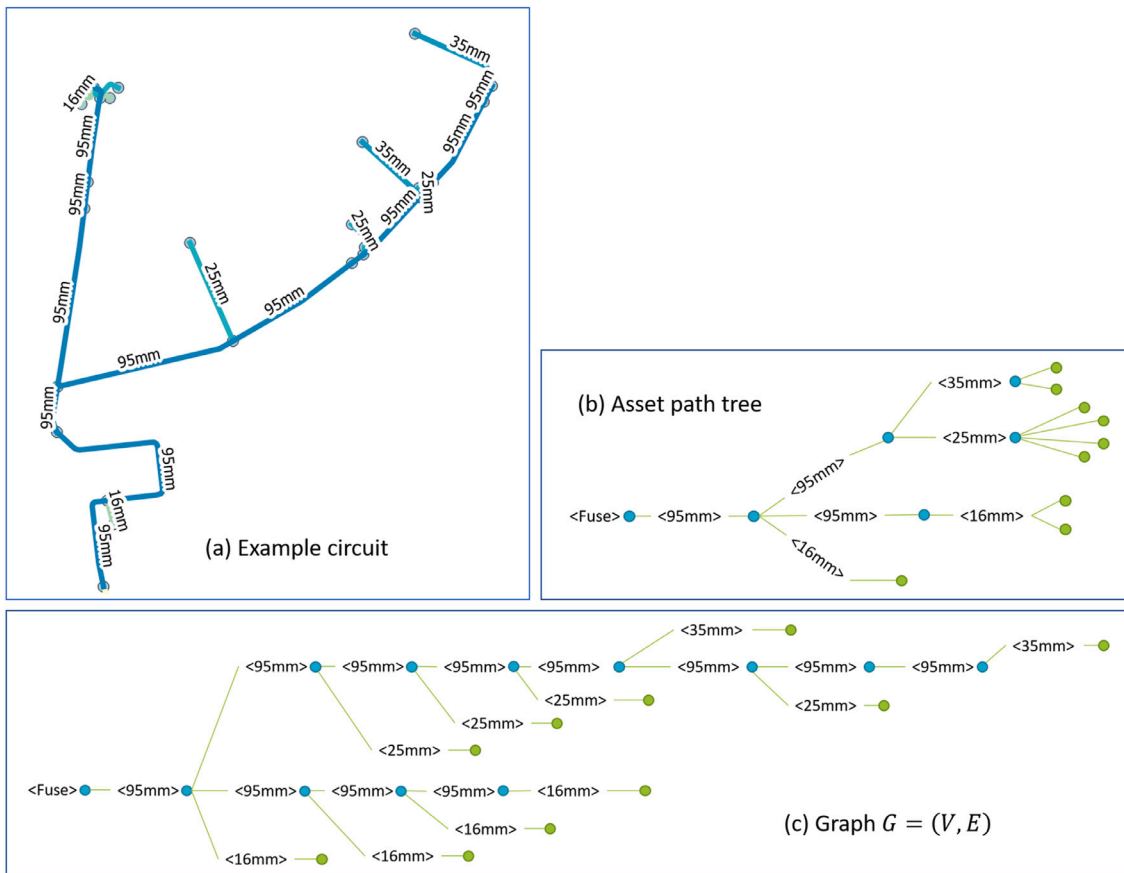 35mm
16mm
95mm
95mm
95mm
35mm
25mm
95mm
95mm
25mm
25mm
95mm
95mm
95mm
95mm
95mm
16mm
95mm
(a) Example circuit
(b) Asset path tree
<35mm>
<25mm>
<95mm>
<Fuse> <95mm> <95mm> <16mm>
<16mm>
<35mm> <35mm>
<95mm> <95mm> <95mm> <95mm> <95mm> <95mm> <95mm>
<25mm> <25mm>
<25mm>
<25mm>
<Fuse> <95mm> <95mm> <95mm> <95mm> <16mm>
<16mm>
<16mm> <16mm>
(c) Graph G = (V, E)